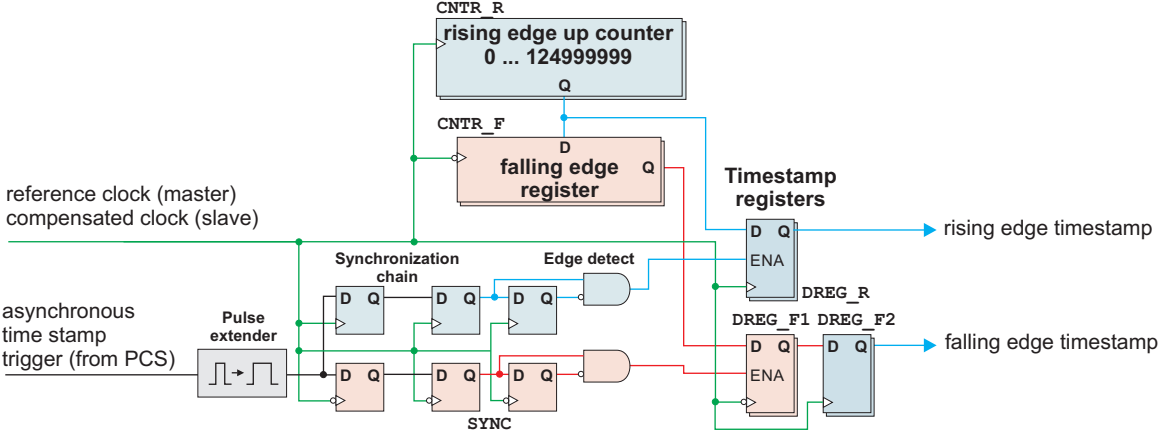 CNTR_R
rising edge up counter
0 ... 124999999
Q
CNTR_F
D
falling edge
register
Q
reference clock (master)
compensated clock (slave)
Timestamp
registers
D Q
ENA
rising edge timestamp
DREG_R
Synchronization
chain
Edge detect
D Q
D Q
D Q
asynchronous
time stamp
trigger (from PCS)
Pulse
extender
D Q
D Q
D Q
SYNC
DREG_F1
DREG_F2
D Q
ENA
D Q
falling edge timestamp